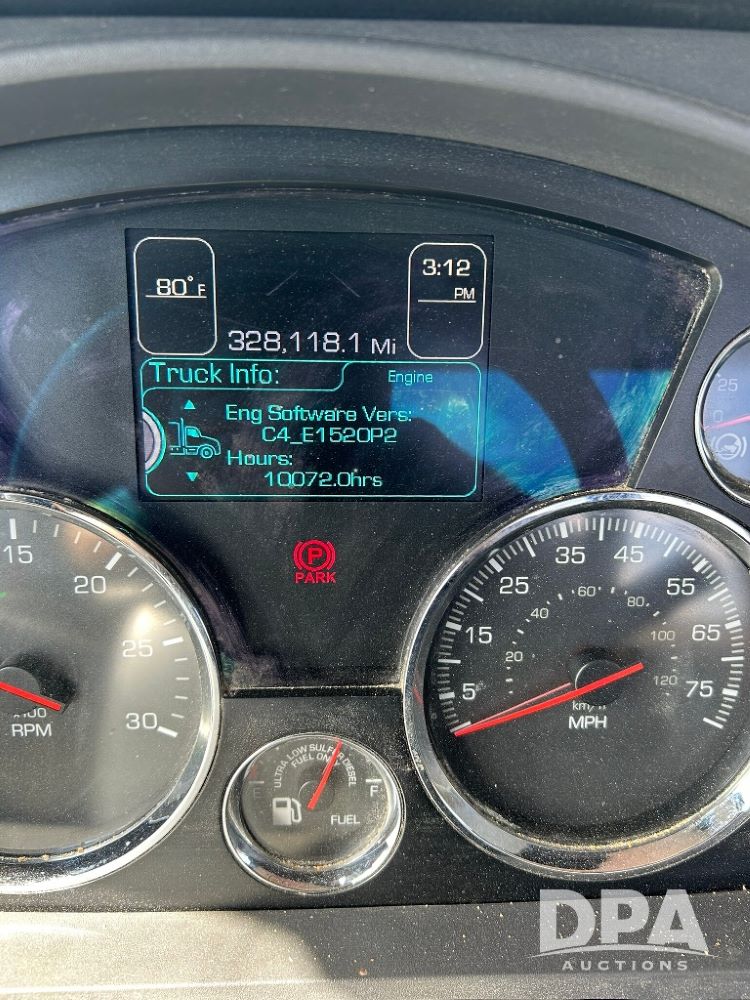 80°F
3:12
PM
328,118.1 Mi
Truck Info:
Engine
Eng Software Vers:
C4_E1520P2
Hours:
10072.0hrs
25
0
PARK
15
20
25
30
RPM
5
15
25
35
45
55
65
75
20
40
60
80
100
120
MPH
ULTRA LOW SULFUR DIESEL
FUEL ONLY
E
F
FUEL
DPA
AUCTIONS